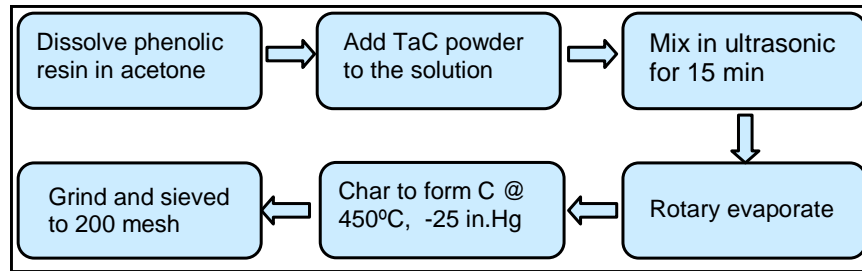 Dissolve phenolic
resin in acetone
Add TaC powder
to the solution
Mix in ultrasonic
for 15 min
Rotary evaporate
Char to form C @
450ºC, -25 in.Hg
Grind and sieved
to 200 mesh